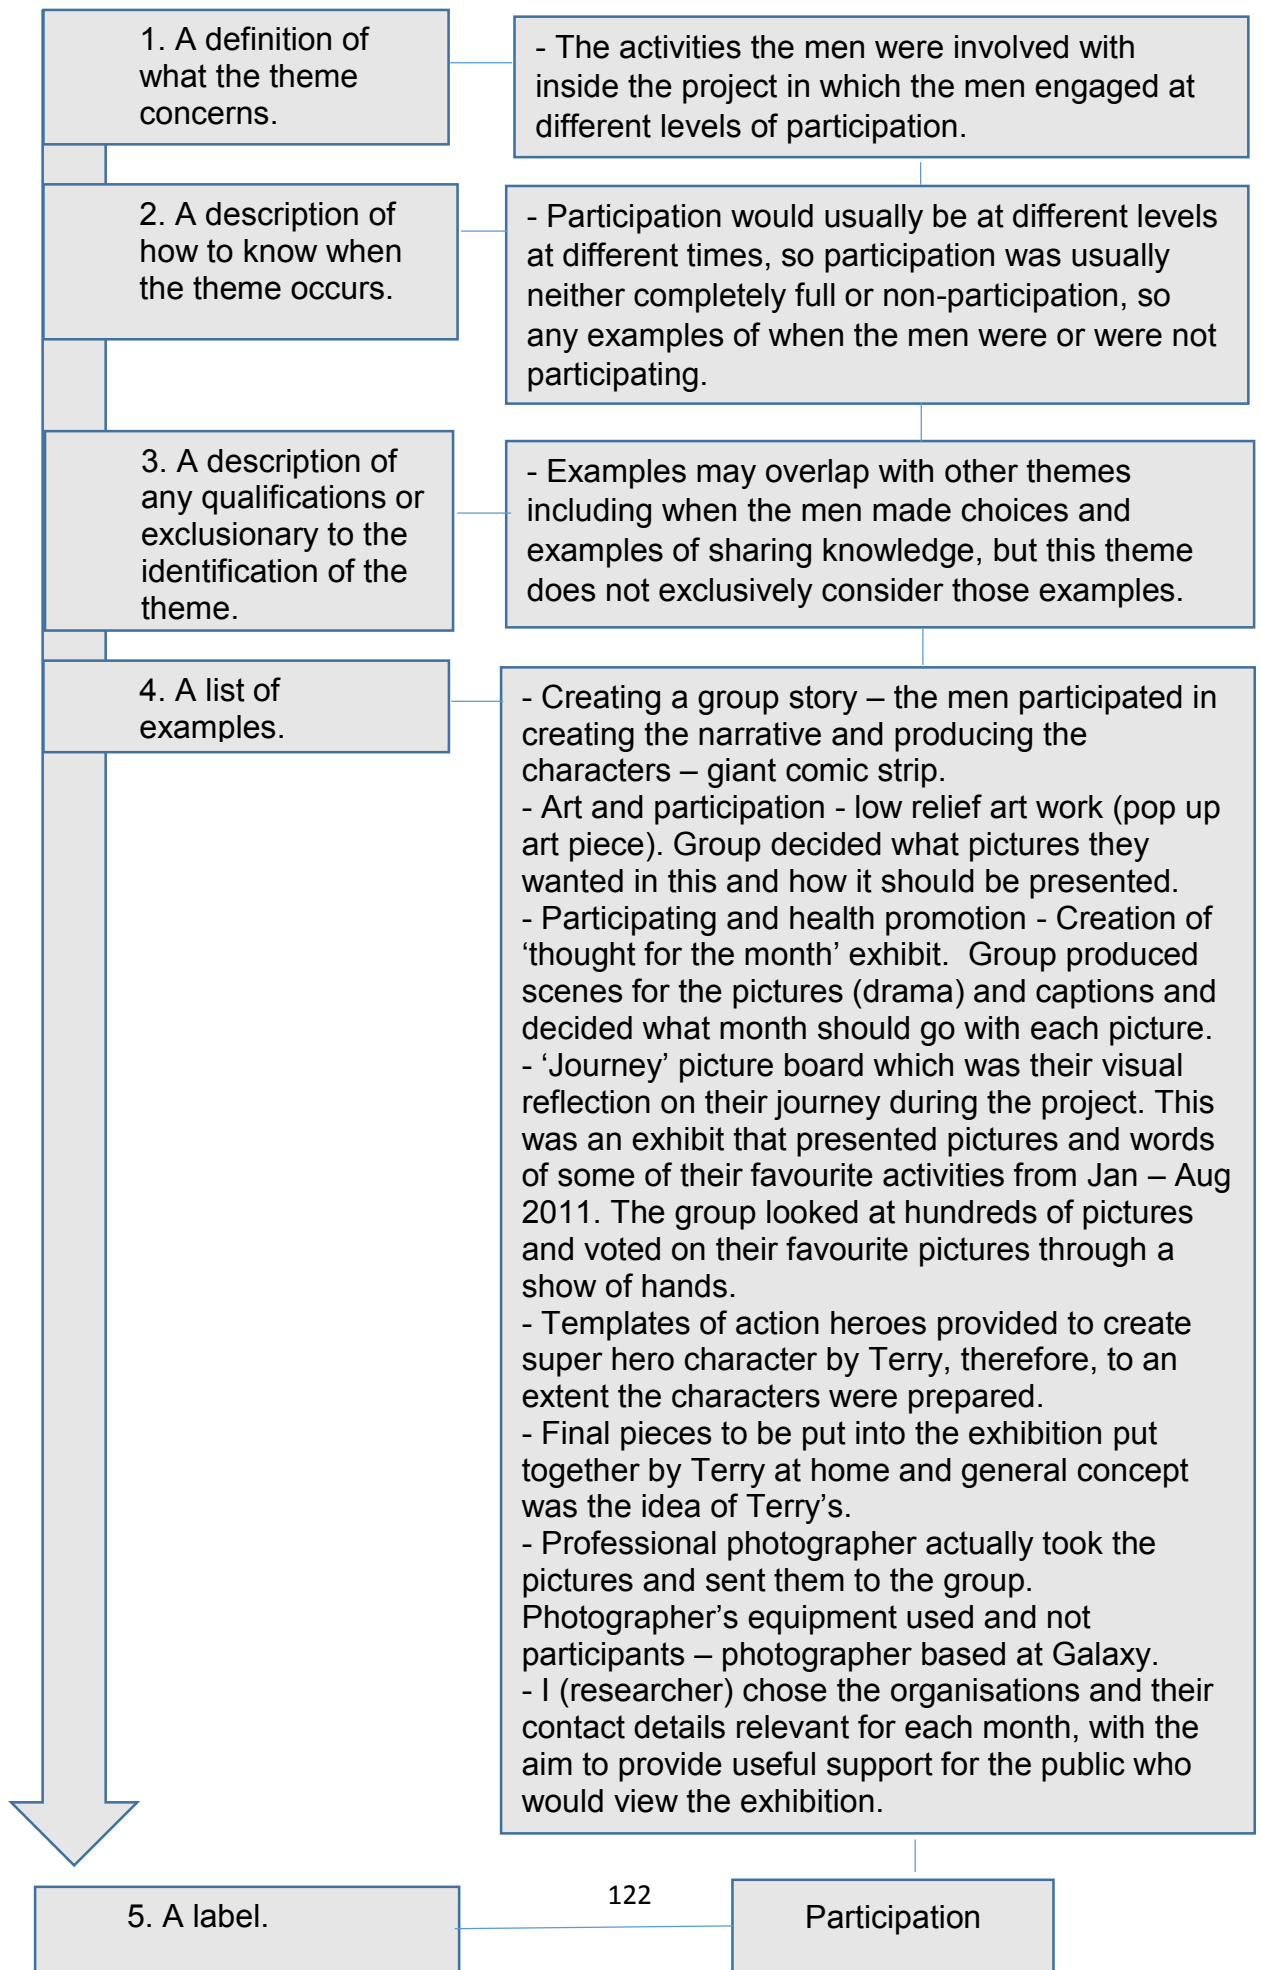 1. A definition of
what the theme
concerns.
- The activities the men were involved with
inside the project in which the men engaged at
different levels of participation.
2. A description of
how to know when
the theme occurs.
- Participation would usually be at different levels
at different times, so participation was usually
neither completely full or non-participation, so
any examples of when the men were or were not
participating.
3. A description of
any qualifications or
exclusionary to the
identification of the
theme.
- Examples may overlap with other themes
including when the men made choices and
examples of sharing knowledge, but this theme
does not exclusively consider those examples.
4. A list of
examples.
- Creating a group story – the men participated in
creating the narrative and producing the
characters – giant comic strip.
- Art and participation - low relief art work (pop up
art piece). Group decided what pictures they
wanted in this and how it should be presented.
- Participating and health promotion - Creation of
‘thought for the month’ exhibit.  Group produced
scenes for the pictures (drama) and captions and
decided what month should go with each picture.
- ‘Journey’ picture board which was their visual
reflection on their journey during the project. This
was an exhibit that presented pictures and words
of some of their favourite activities from Jan – Aug
2011. The group looked at hundreds of pictures
and voted on their favourite pictures through a
show of hands.
- Templates of action heroes provided to create
super hero character by Terry, therefore, to an
extent the characters were prepared.
- Final pieces to be put into the exhibition put
together by Terry at home and general concept
was the idea of Terry’s.
- Professional photographer actually took the
pictures and sent them to the group.
Photographer’s equipment used and not
participants – photographer based at Galaxy.
- I (researcher) chose the organisations and their
contact details relevant for each month, with the
aim to provide useful support for the public who
would view the exhibition.
5. A label.
122
Participation